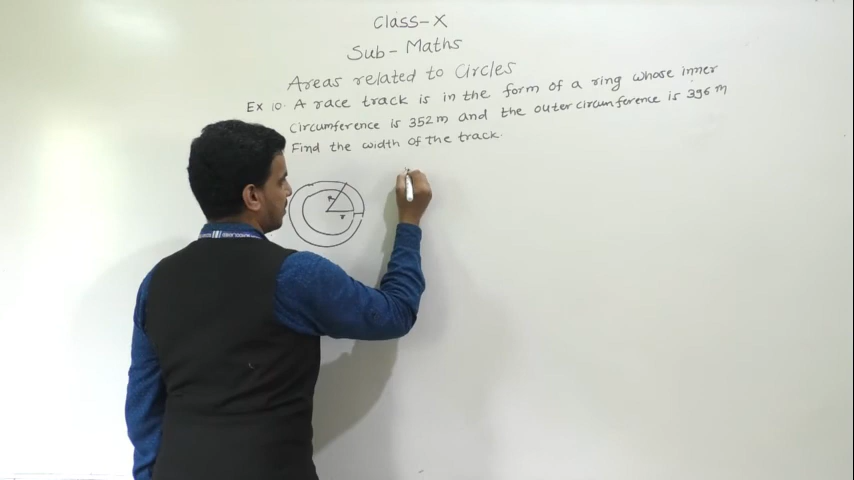 Class-X
Sub- Maths
Areas related to Circles
Ex 10. A race track is in the form of a ring whose inner
circumference is 352m and the outer circumference is 396 m
Find the width of the track.
R
r